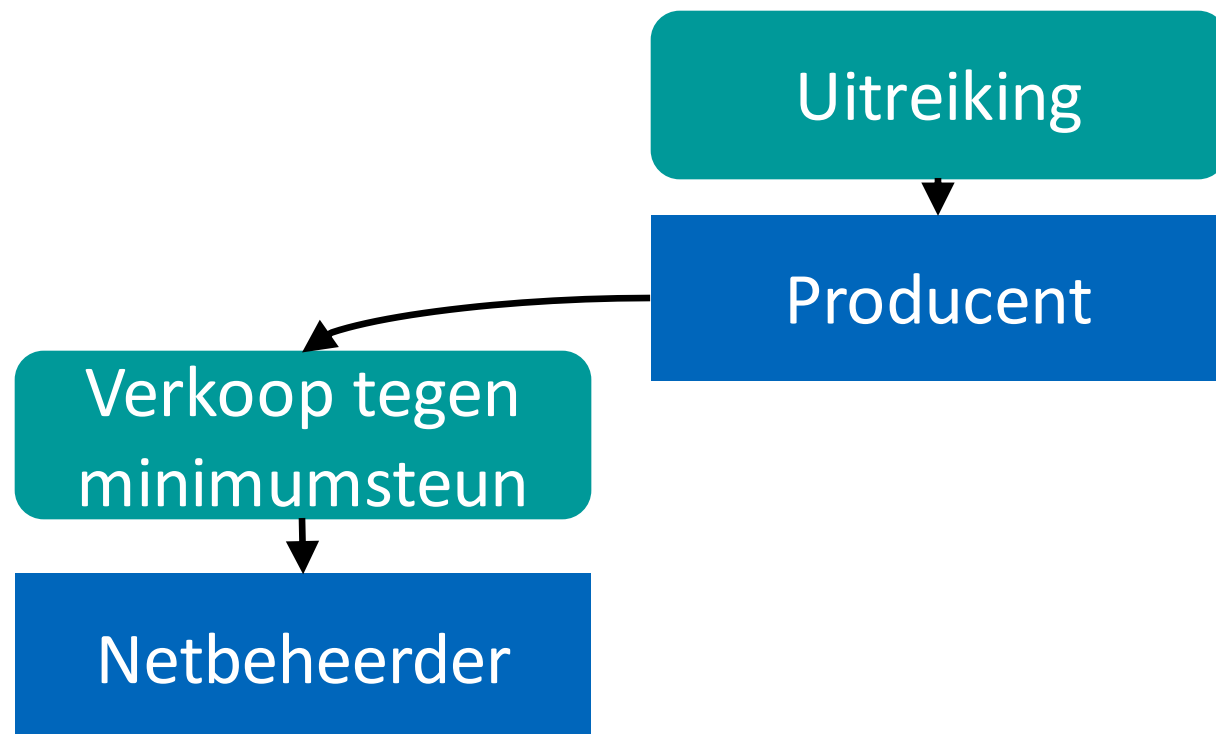 Uitreiking
Producent
Verkoop tegen
minimumsteun
Netbeheerder